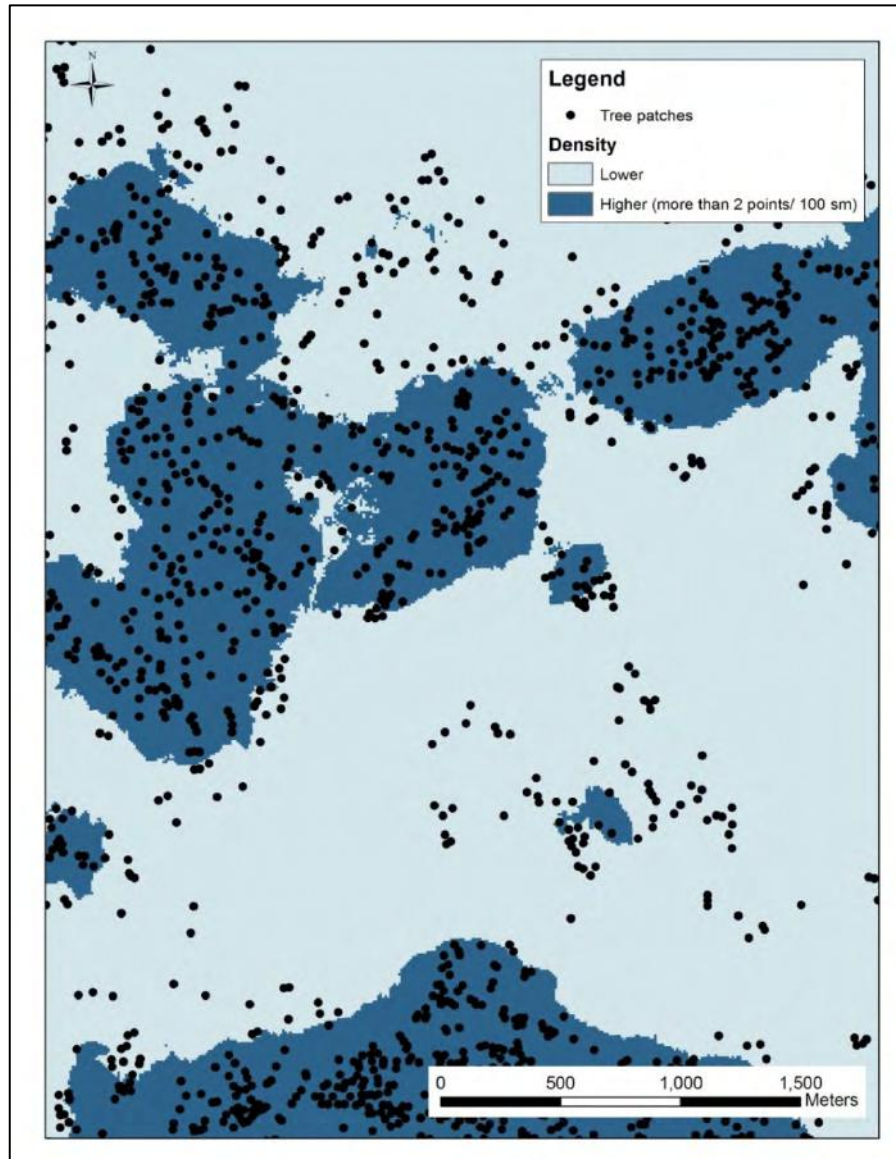 N
Legend
Tree patches
Density
Lower
Higher (more than 2 points/ 100 sm)
0 500 1,000 1,500
Meters